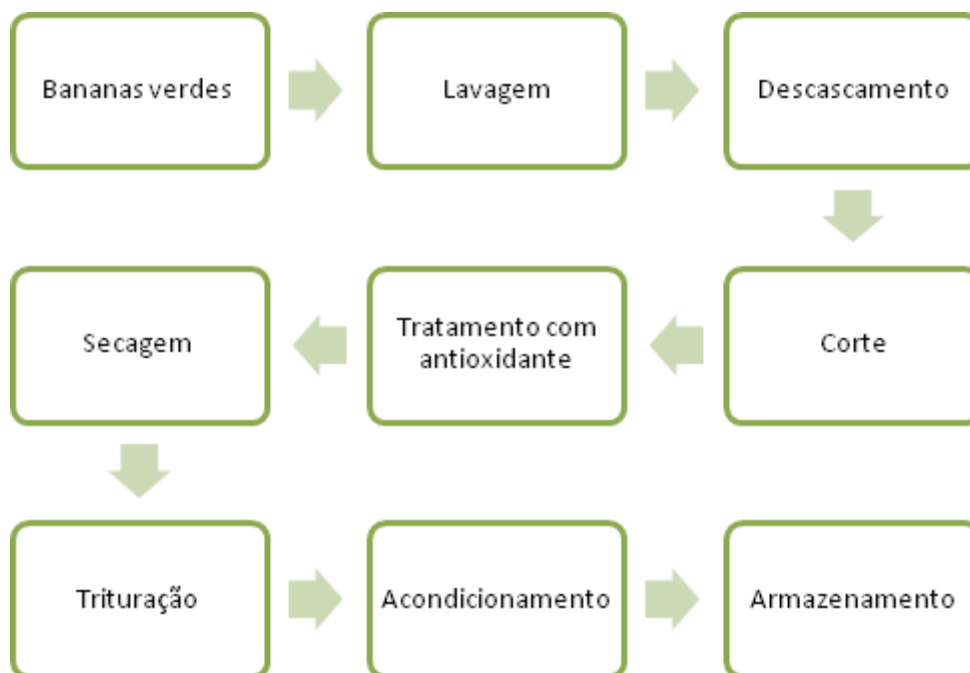 Bananas verdes
Lavagem
Descascamento
Corte
Tratamento com
antioxidante
Secagem
Trituração
Acondicionamento
Armazenamento